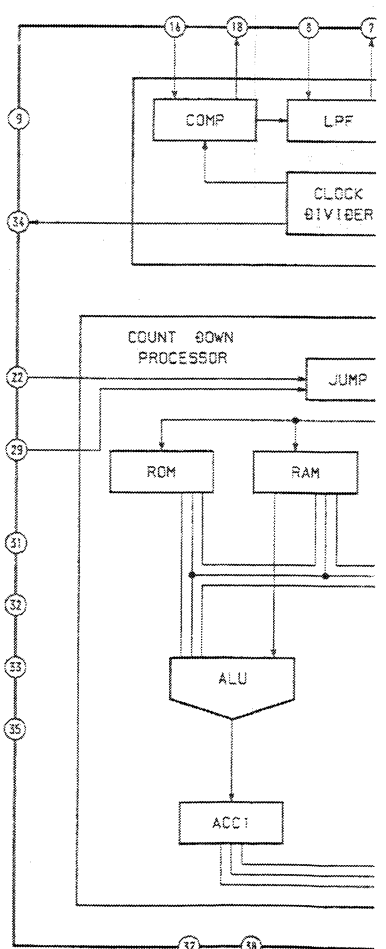 16 18 8 7
COMP LPF
9
CLOCK
DIVIDER
34
COUNT DOWN
PROCESSOR
22
JUMP
29
ROM RAM
31
32
33
ALU
35
ACC1
37 38